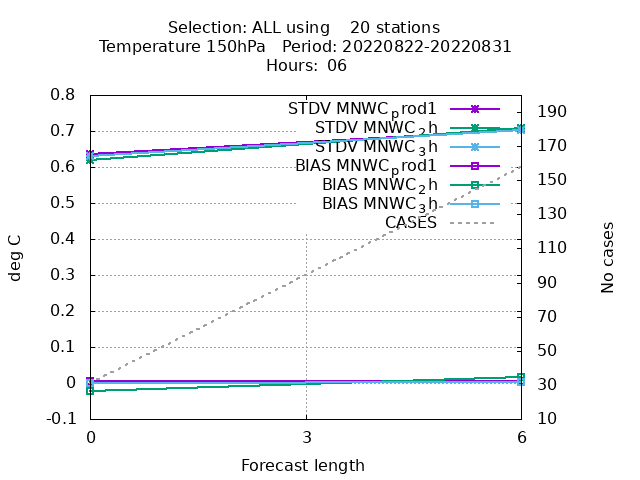 Selection: ALL using    20 stations
Temperature 150hPa   Period: 20220822-20220831
Hours: 06
0.8
0.7
0.6
0.5
0.4
0.3
0.2
0.1
0
-0.1
190
170
150
130
110
90
70
50
30
10
STDV MNWC_prod1
STDV MNWC_2h
STDV MNWC_3h
BIAS MNWC_prod1
BIAS MNWC_2h
BIAS MNWC_3h
CASES
deg C
No cases
0
3
6
Forecast length